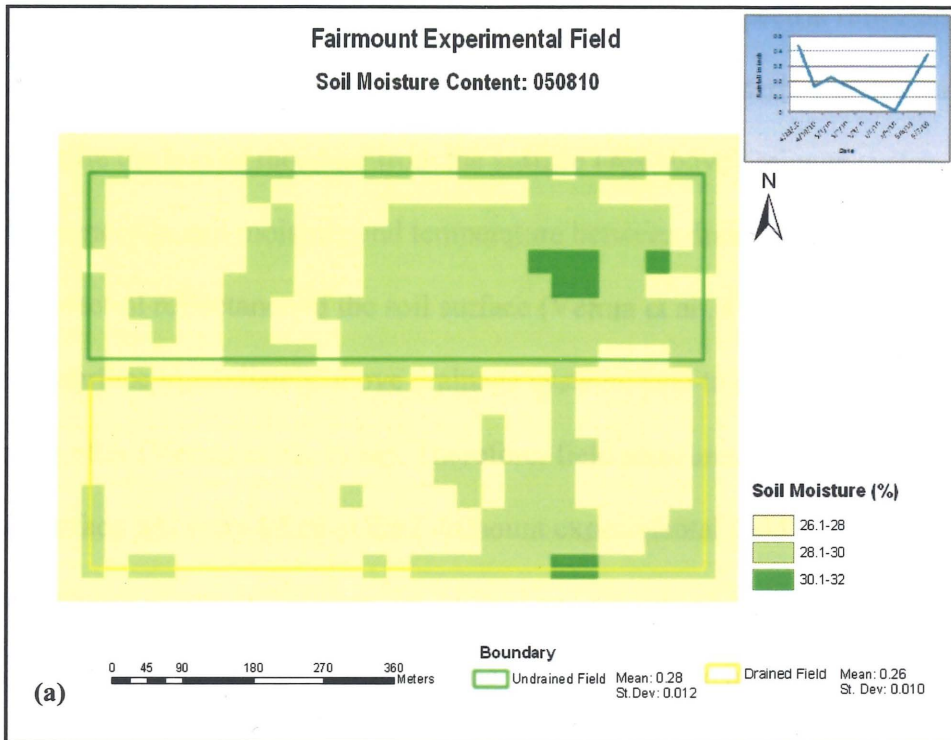 Fairmount Experimental Field
Soil Moisture Content: 050810
Date
N
Soil Moisture (%)
26.1-28
28.1-30
30.1-32
Boundary
0 45 90 180 270 360
Meters
Undrained Field Mean: 0.28
St. Dev: 0.012
Drained Field Mean: 0.26
St. Dev: 0.010
(a)